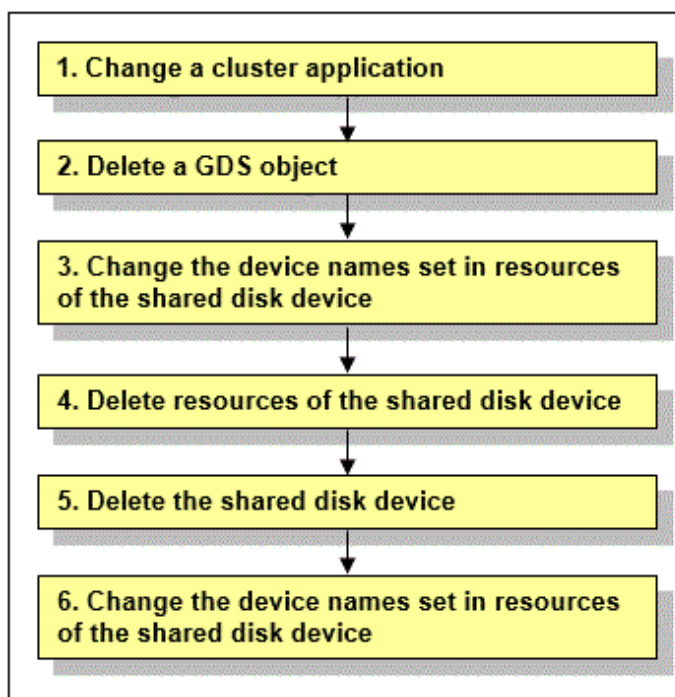 1. Change a cluster application
2. Delete a GDS object
3. Change the device names set in resources
of the shared disk device
4. Delete resources of the shared disk device
5. Delete the shared disk device
6. Change the device names set in resources
of the shared disk device